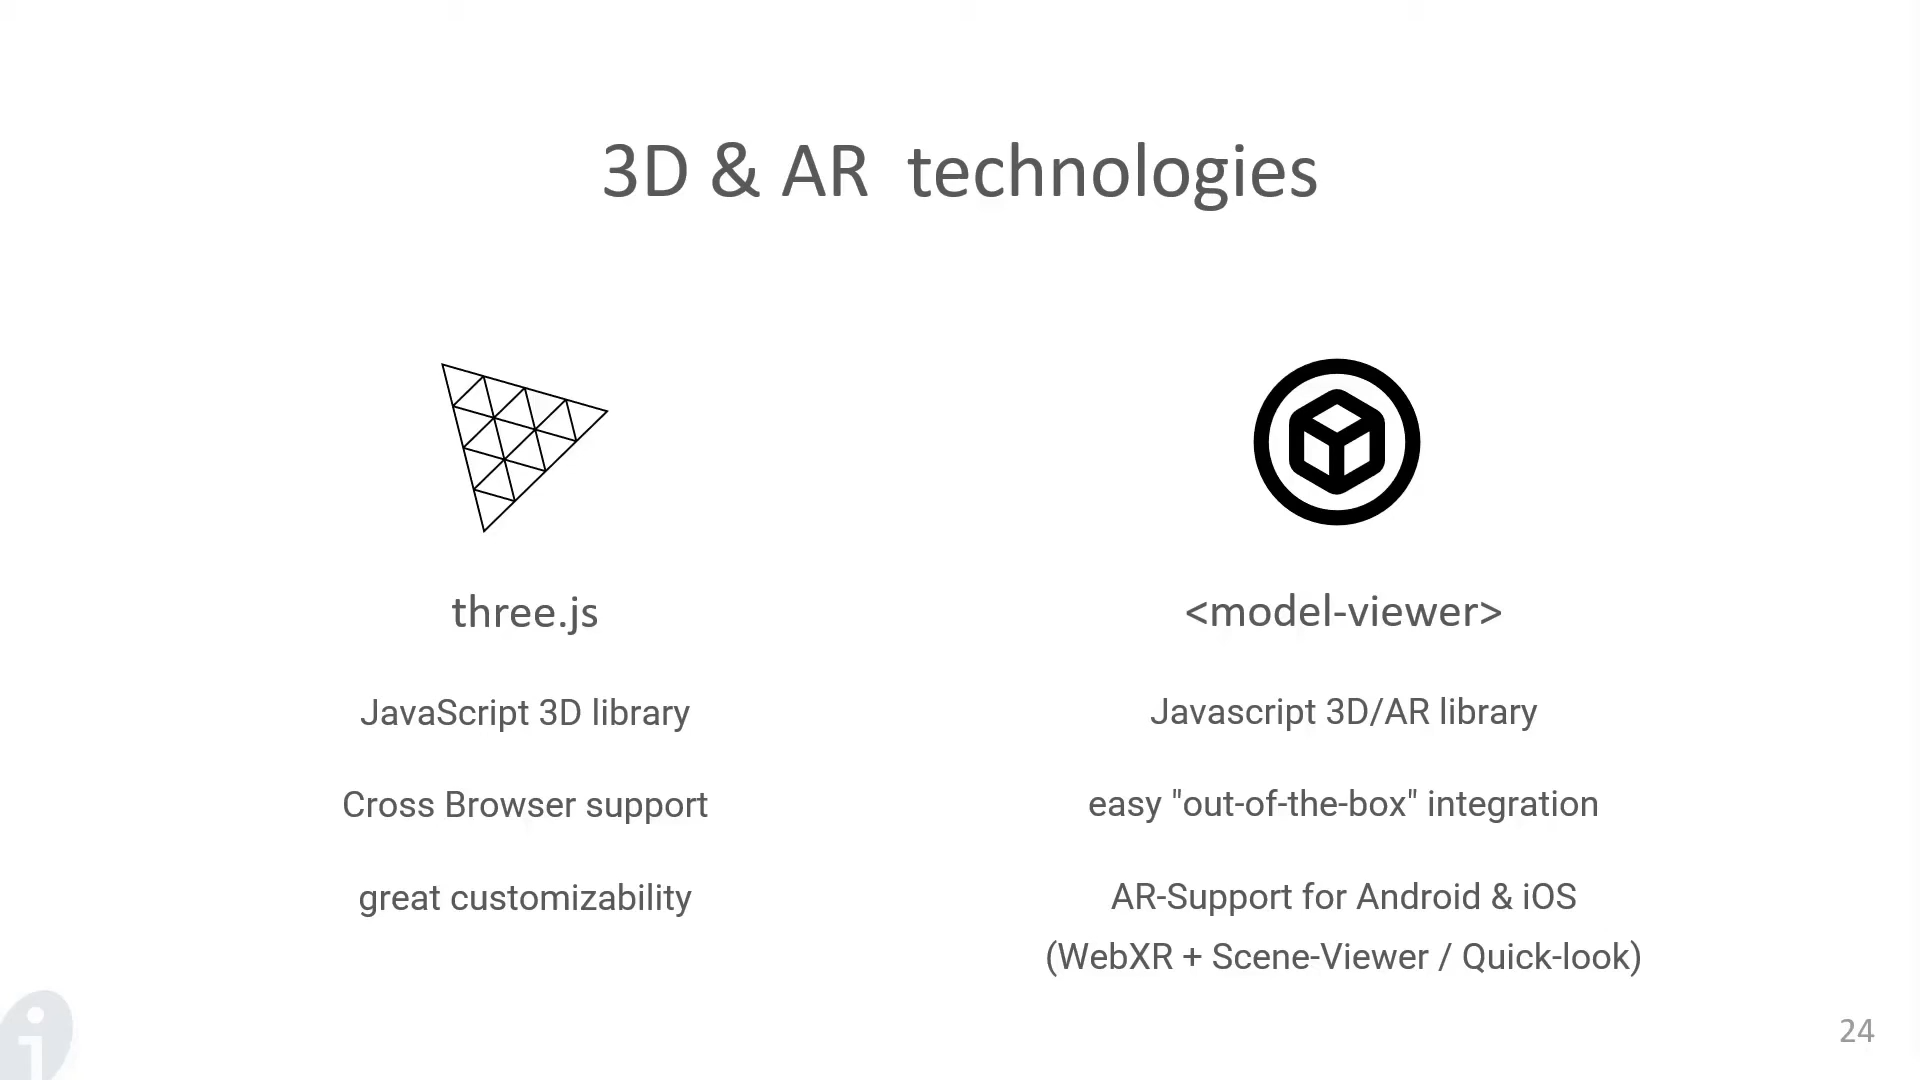 3D & AR technologies
three.js
JavaScript 3D library
Cross Browser support
great customizability
<model-viewer>
Javascript 3D/AR library
easy "out-of-the-box" integration
AR-Support for Android & iOS
(WebXR + Scene-Viewer / Quick-look)
i
24